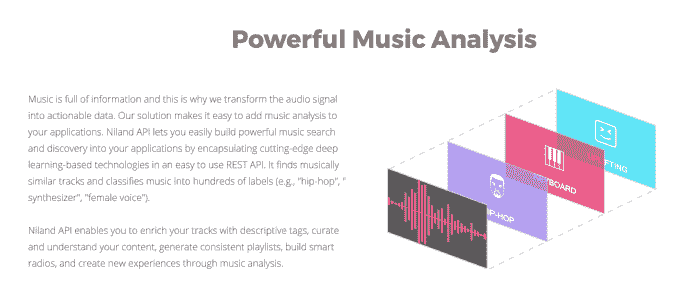 Powerful Music Analysis
Music is full of information and this is why we transform the audio signal
into actionable data. Our solution makes it easy to add music analysis to
your applications. Niland API lets you easily build powerful music search
and discovery into your applications by encapsulating cutting-edge deep
learning-based technologies in an easy to use REST API. It finds musically
similar tracks and classifies music into hundreds of labels (e.g., "hip-hop", "
synthesizer", "female voice").
Niland API enables you to enrich your tracks with descriptive tags, curate
and understand your content, generate consistent playlists, build smart
radios, and create new experiences through music analysis.
HIP-HOP